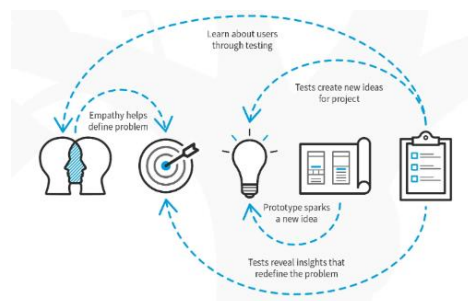 Learn about users
through testing
Tests create new ideas
for project
Empathy helps
define problem
Prototype sparks
a new idea
Tests reveal insights that
redefine the problem